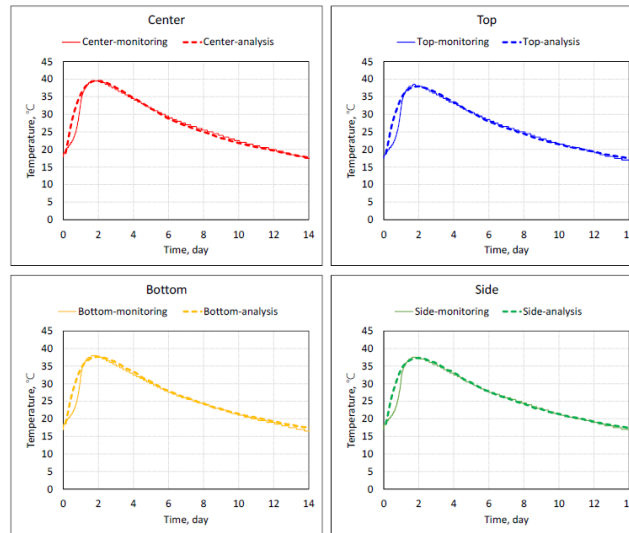 Center
Center-monitoring Center-analysis
45
40
35
30
25
20
15
10
5
0
Temperature, ℃
0 2 4 6 8 10 12 14
Time, day
Top
Top-monitoring Top-analysis
45
40
35
30
25
20
15
10
5
0
Temperature, ℃
0 2 4 6 8 10 12 14
Time, day
Bottom
Bottom-monitoring Bottom-analysis
45
40
35
30
25
20
15
10
5
0
Temperature, ℃
0 2 4 6 8 10 12 14
Time, day
Side
Side-monitoring Side-analysis
45
40
35
30
25
20
15
10
5
0
Temperature, ℃
0 2 4 6 8 10 12 14
Time, day